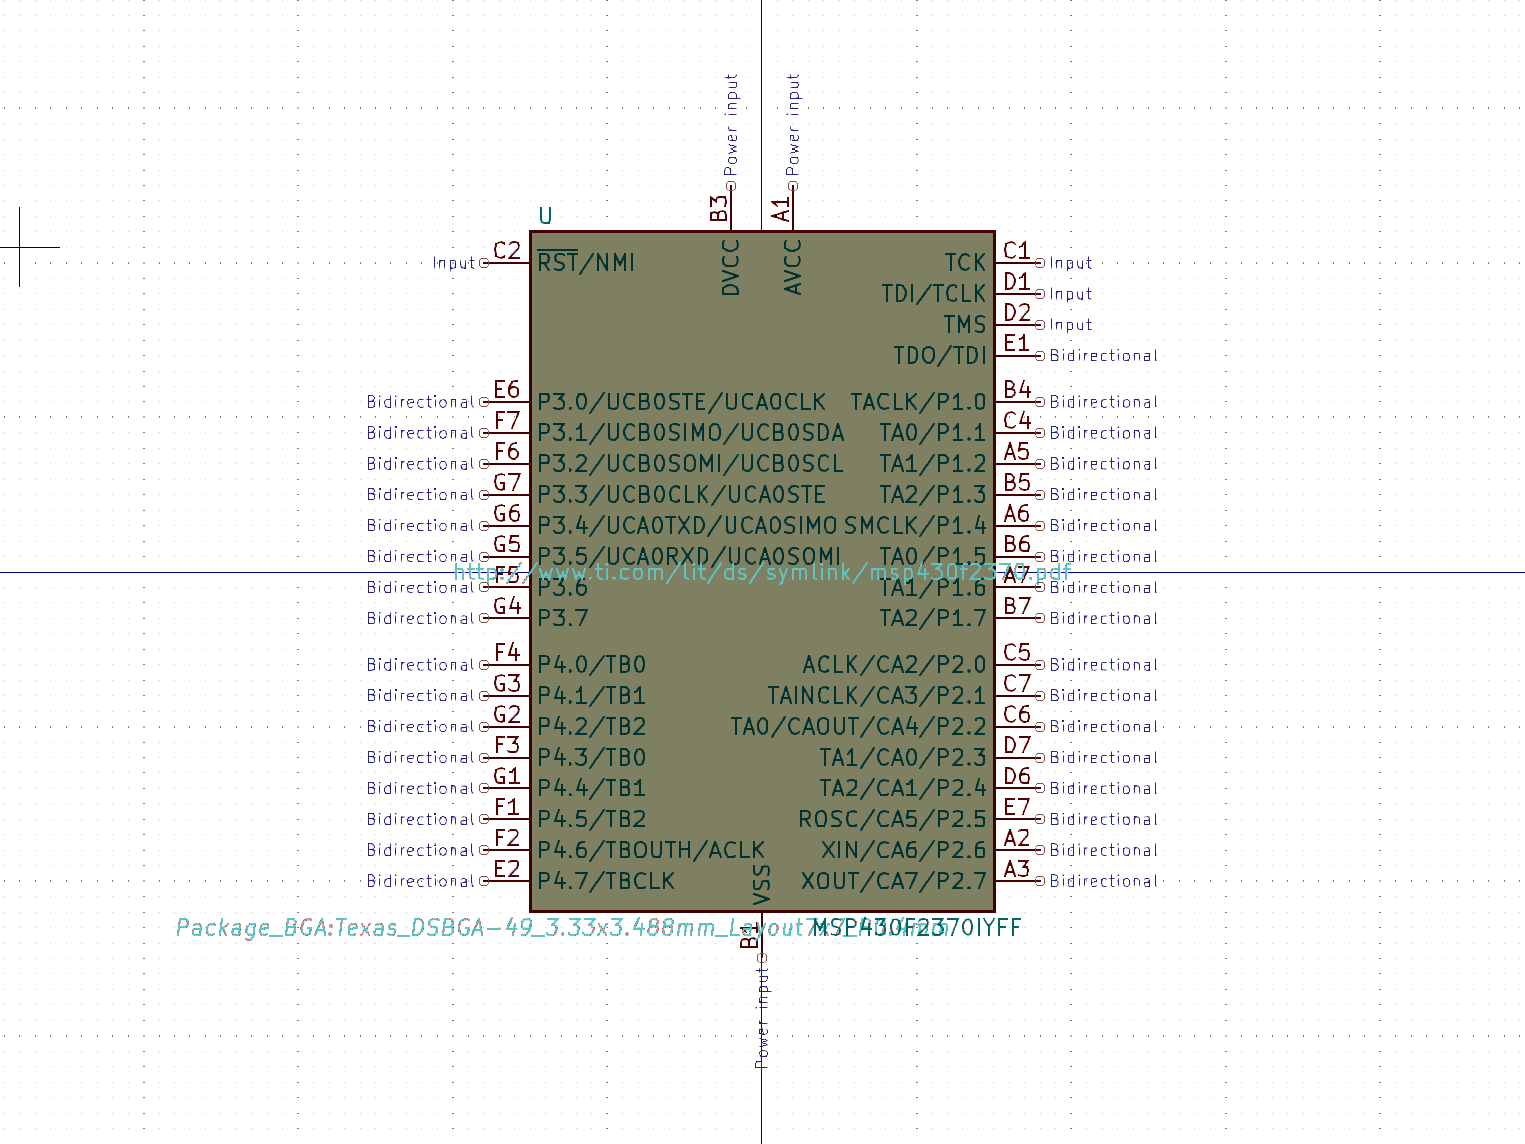 Power input
Power input
B3
A1
U
DVCC
AVCC
Input C2 RST/NMI
TCK C1 Input
TDI/TCLK D1 Input
TMS D2 Input
TDO/TDI E1 Bidirectional
Bidirectional E6 P3.0/UCB0STE/UCA0CLK TACLK/P1.0 B4 Bidirectional
Bidirectional F7 P3.1/UCB0SIMO/UCB0SDA TA0/P1.1 C4 Bidirectional
Bidirectional F6 P3.2/UCB0SOMI/UCB0SCL TA1/P1.2 A5 Bidirectional
Bidirectional G7 P3.3/UCB0CLK/UCA0STE TA2/P1.3 B5 Bidirectional
Bidirectional G6 P3.4/UCA0TXD/UCA0SIMO SMCLK/P1.4 A6 Bidirectional
Bidirectional G5 P3.5/UCA0RXD/UCA0SOMI TA0/P1.5 B6 Bidirectional
http://www.ti.com/lit/ds/symlink/msp430f2370.pdf
Bidirectional F5 P3.6 TA1/P1.6 A7 Bidirectional
Bidirectional G4 P3.7 TA2/P1.7 B7 Bidirectional
Bidirectional F4 P4.0/TB0 ACLK/CA2/P2.0 C5 Bidirectional
Bidirectional G3 P4.1/TB1 TAINCLK/CA3/P2.1 C7 Bidirectional
Bidirectional G2 P4.2/TB2 TA0/CAOUT/CA4/P2.2 C6 Bidirectional
Bidirectional F3 P4.3/TB0 TA1/CA0/P2.3 D7 Bidirectional
Bidirectional G1 P4.4/TB1 TA2/CA1/P2.4 D6 Bidirectional
Bidirectional F1 P4.5/TB2 ROSC/CA5/P2.5 E7 Bidirectional
Bidirectional F2 P4.6/TBOUTH/ACLK XIN/CA6/P2.6 A2 Bidirectional
Bidirectional E2 P4.7/TBCLK XOUT/CA7/P2.7 A3 Bidirectional
VSS
Package_BGA:Texas_DSBGA-49_3.33x3.488mm_Layout7x7_P0.4mm
MSP430F2370IYFF
B1
Power input